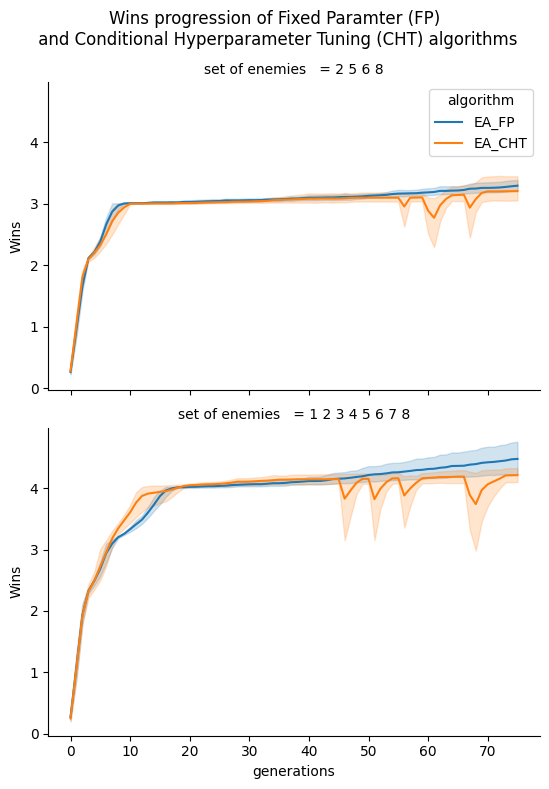 Wins progression of Fixed Paramter (FP)
and Conditional Hyperparameter Tuning (CHT) algorithms
set of enemies = 2 5 6 8
algorithm
EA_FP
EA_CHT
4
3
2
1
0
Wins
set of enemies = 1 2 3 4 5 6 7 8
4
3
2
1
0
Wins
0 10 20 30 40 50 60 70
generations